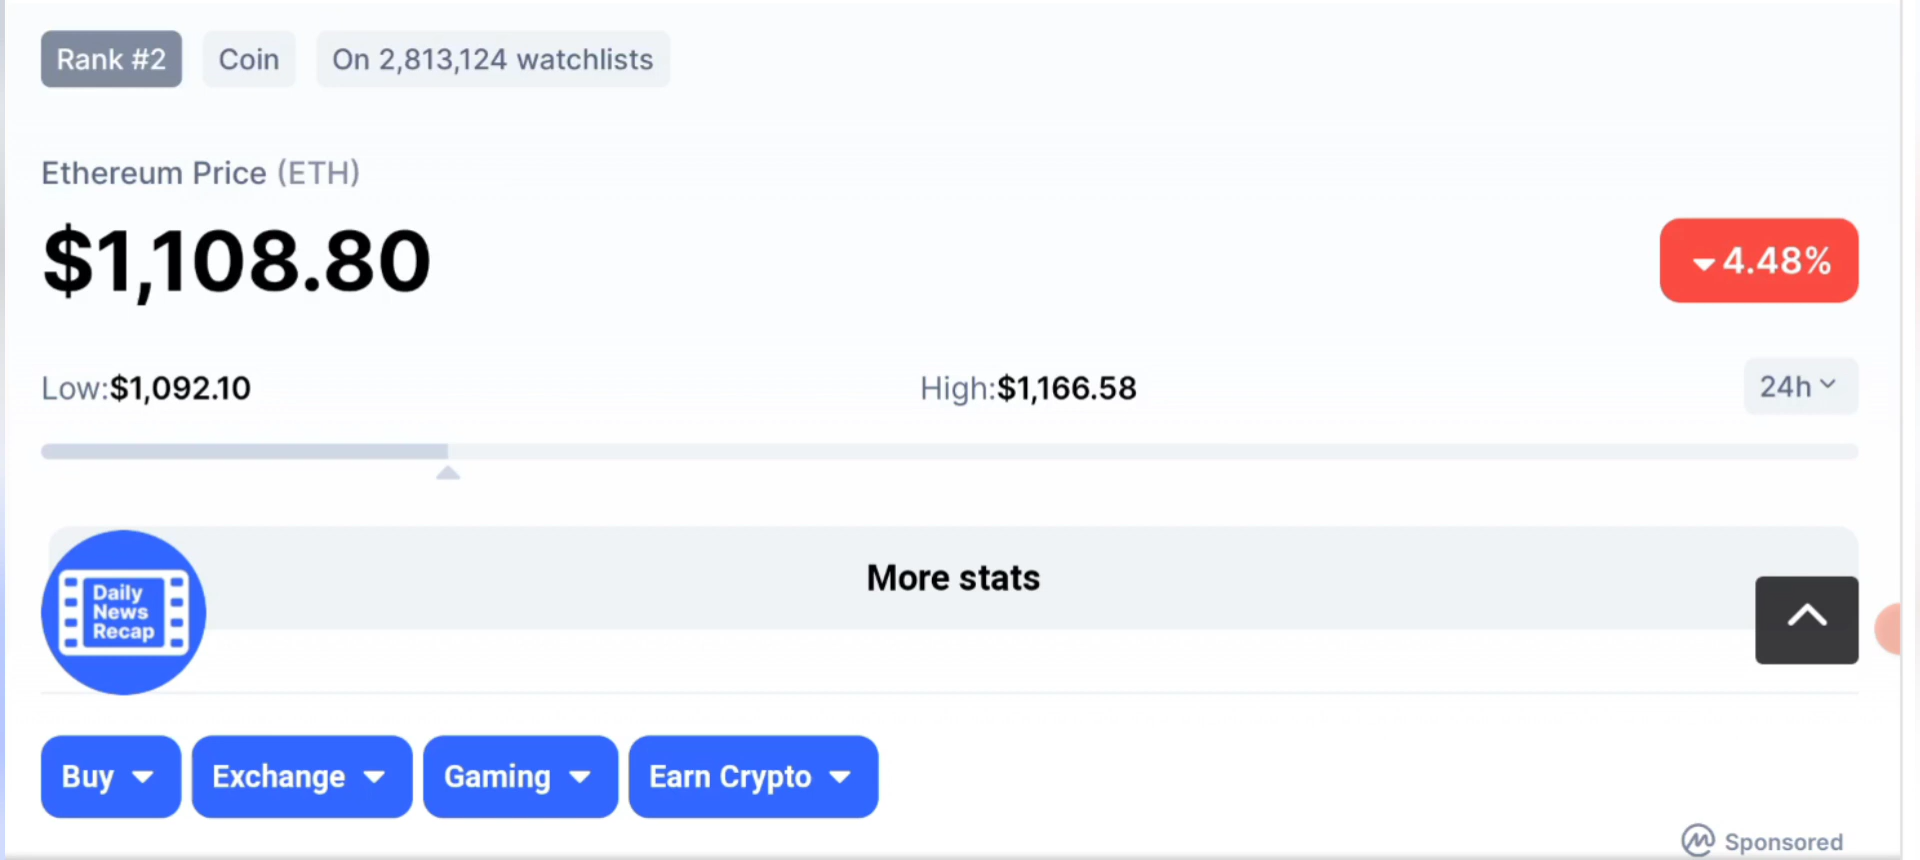 Rank #2 Coin On 2,813,124 watchlists
Ethereum Price (ETH)
$1,108.80 4.48%
Low:$1,092.10 High:$1,166.58 24h
More stats
Daily
News
Recap
Buy Exchange Gaming Earn Crypto
Sponsored